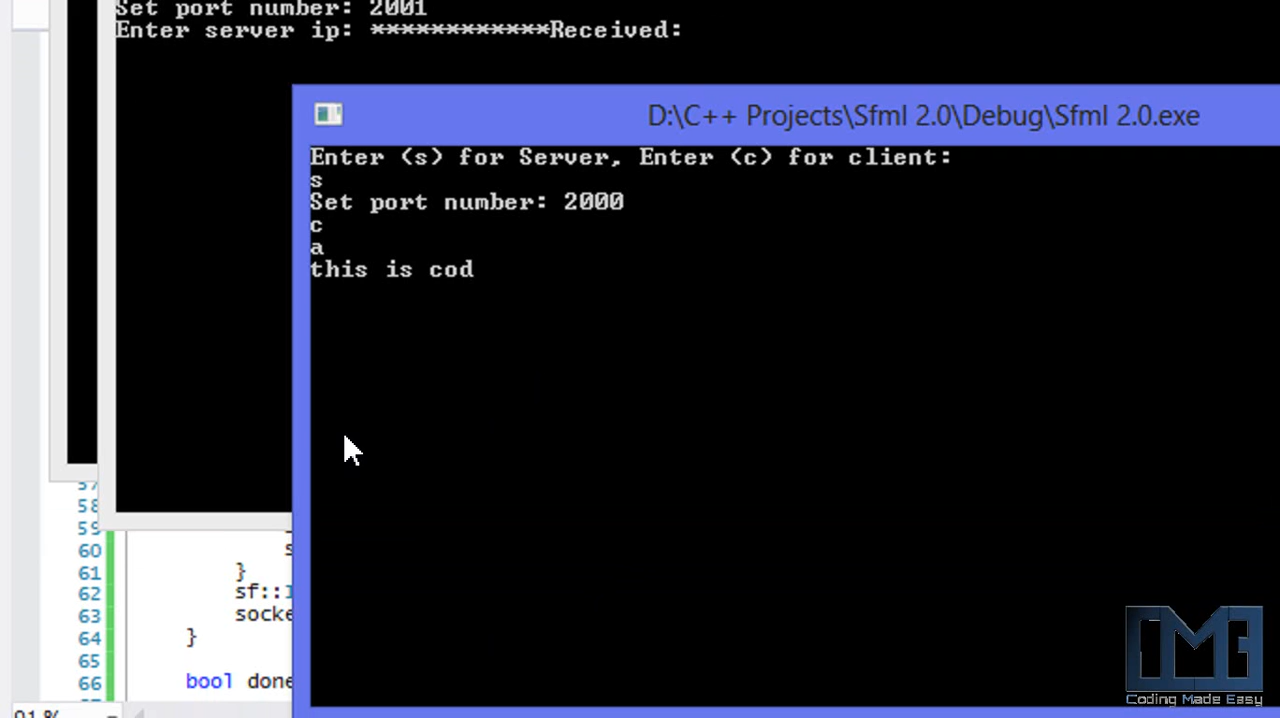 Set port number: 2001
Enter server ip: ************Received:
D:\C++ Projects\Sfml 2.0\Debug\Sfml 2.0.exe
Enter (s) for Server, Enter (c) for client:
s
Set port number: 2000
c
a
this is cod
57
58
59
60 s
61 }
62 sf::
63 socke
64 }
65
66 bool done
91 %
CME
Coding Made Easy